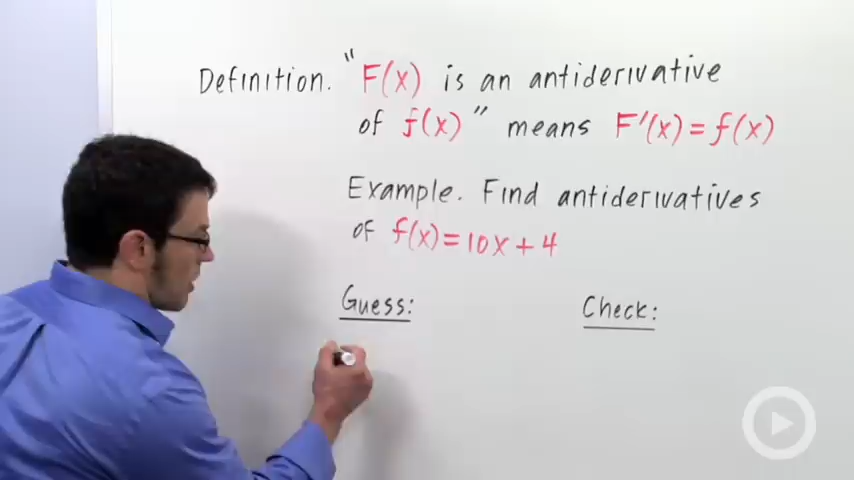 Definition. "F(x) is an antiderivative
of f(x)" means F'(x)=f(x)
Example. Find antiderivatives
of f(x)=10x+4
Guess: Check: